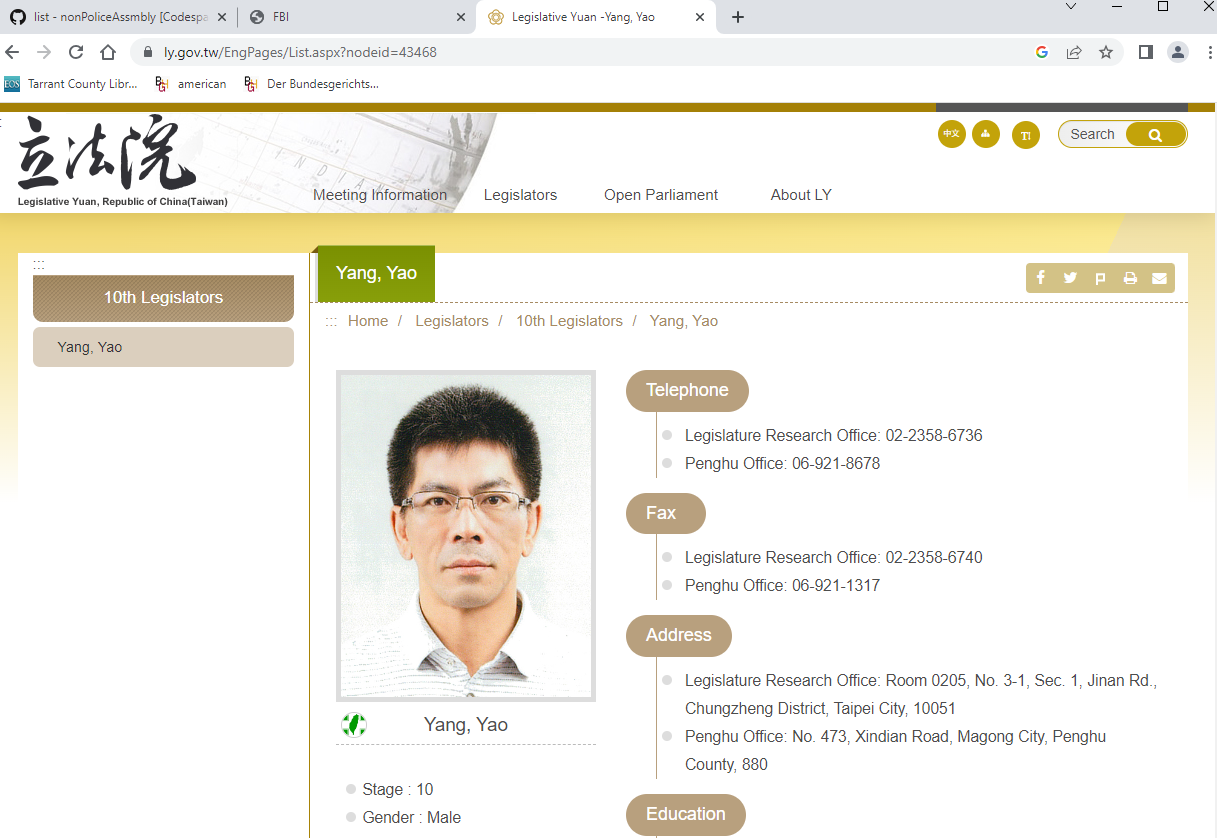 list - nonPoliceAssmbly [Codespa
FBI
Legislative Yuan -Yang, Yao
ly.gov.tw/EngPages/List.aspx?nodeid=43468
EOS
Tarrant County Libr...
american
Der Bundesgerichts...
立法院
Legislative Yuan, Republic of China(Taiwan)
中文
T!
Search
Meeting Information
Legislators
Open Parliament
About LY
:::
10th Legislators
Yang, Yao
Yang, Yao
::: Home / Legislators / 10th Legislators / Yang, Yao
Yang, Yao
Stage : 10
Gender : Male
Telephone
Legislature Research Office: 02-2358-6736
Penghu Office: 06-921-8678
Fax
Legislature Research Office: 02-2358-6740
Penghu Office: 06-921-1317
Address
Legislature Research Office: Room 0205, No. 3-1, Sec. 1, Jinan Rd.,
Chungzheng District, Taipei City, 10051
Penghu Office: No. 473, Xindian Road, Magong City, Penghu
County, 880
Education